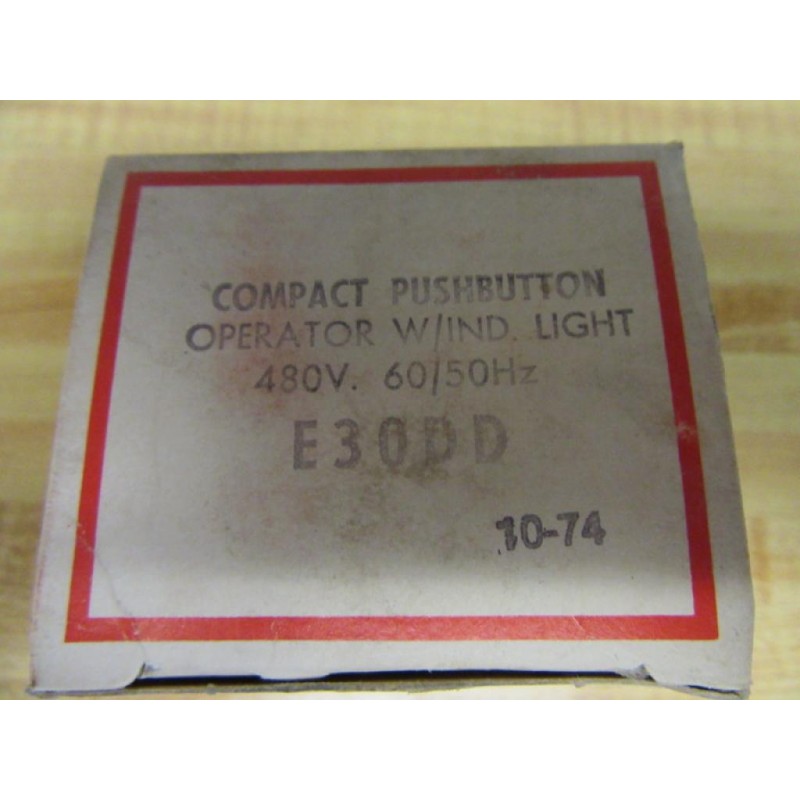 COMPACT PUSHBUTTON
OPERATOR W/IND. LIGHT
480V. 60/50Hz
E30DD
10-74